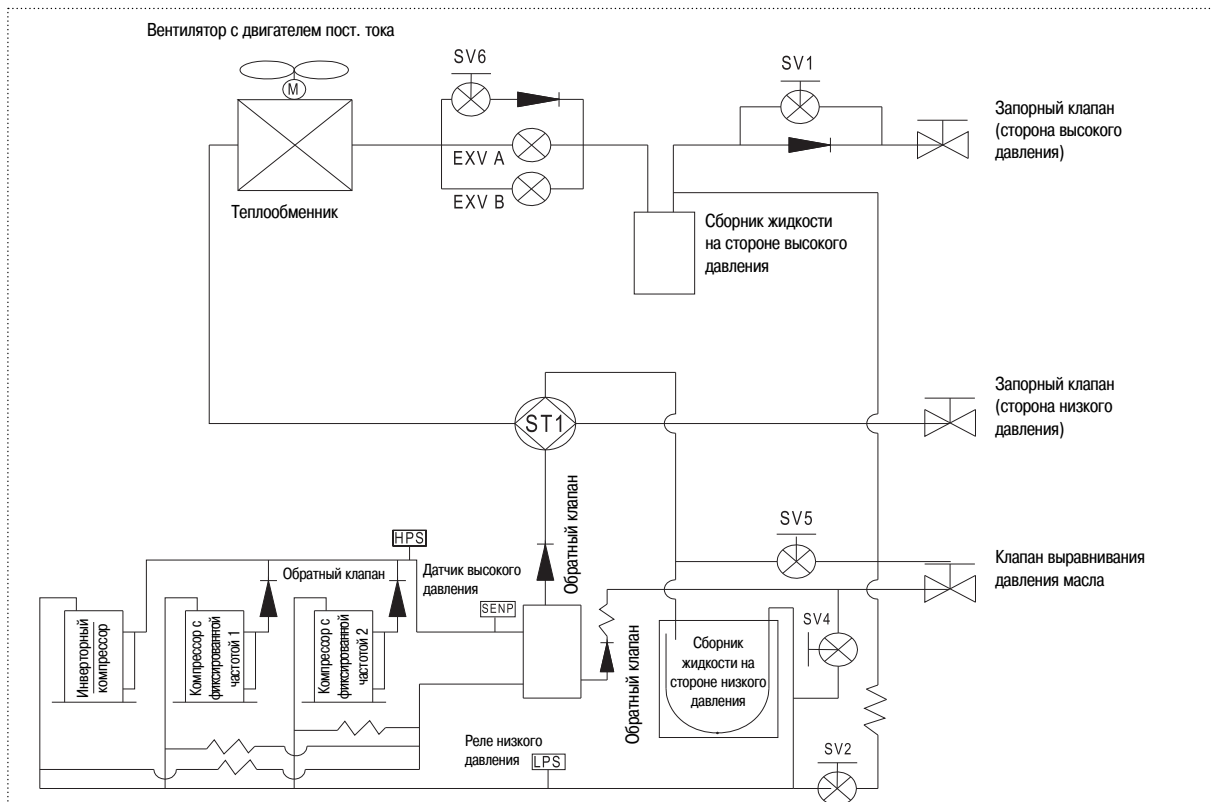 Вентилятор с двигателем пост. тока
M
SV6
SV1
Запорный клапан
(сторона высокого
давления)
EXV A
EXV B
Теплообменник
Сборник жидкости
на стороне высокого
давления
Запорный клапан
(сторона низкого
давления)
ST1
HPS
Обратный клапан
Датчик высокого
давления
SENP
Обратный клапан
SV5
Клапан выравнивания
давления масла
Инверторный
компрессор
Компрессор с
фиксированной
частотой 1
Компрессор с
фиксированной
частотой 2
Обратный клапан
Сборник
жидкости на
стороне низкого
давления
SV4
Реле низкого
давления
LPS
SV2